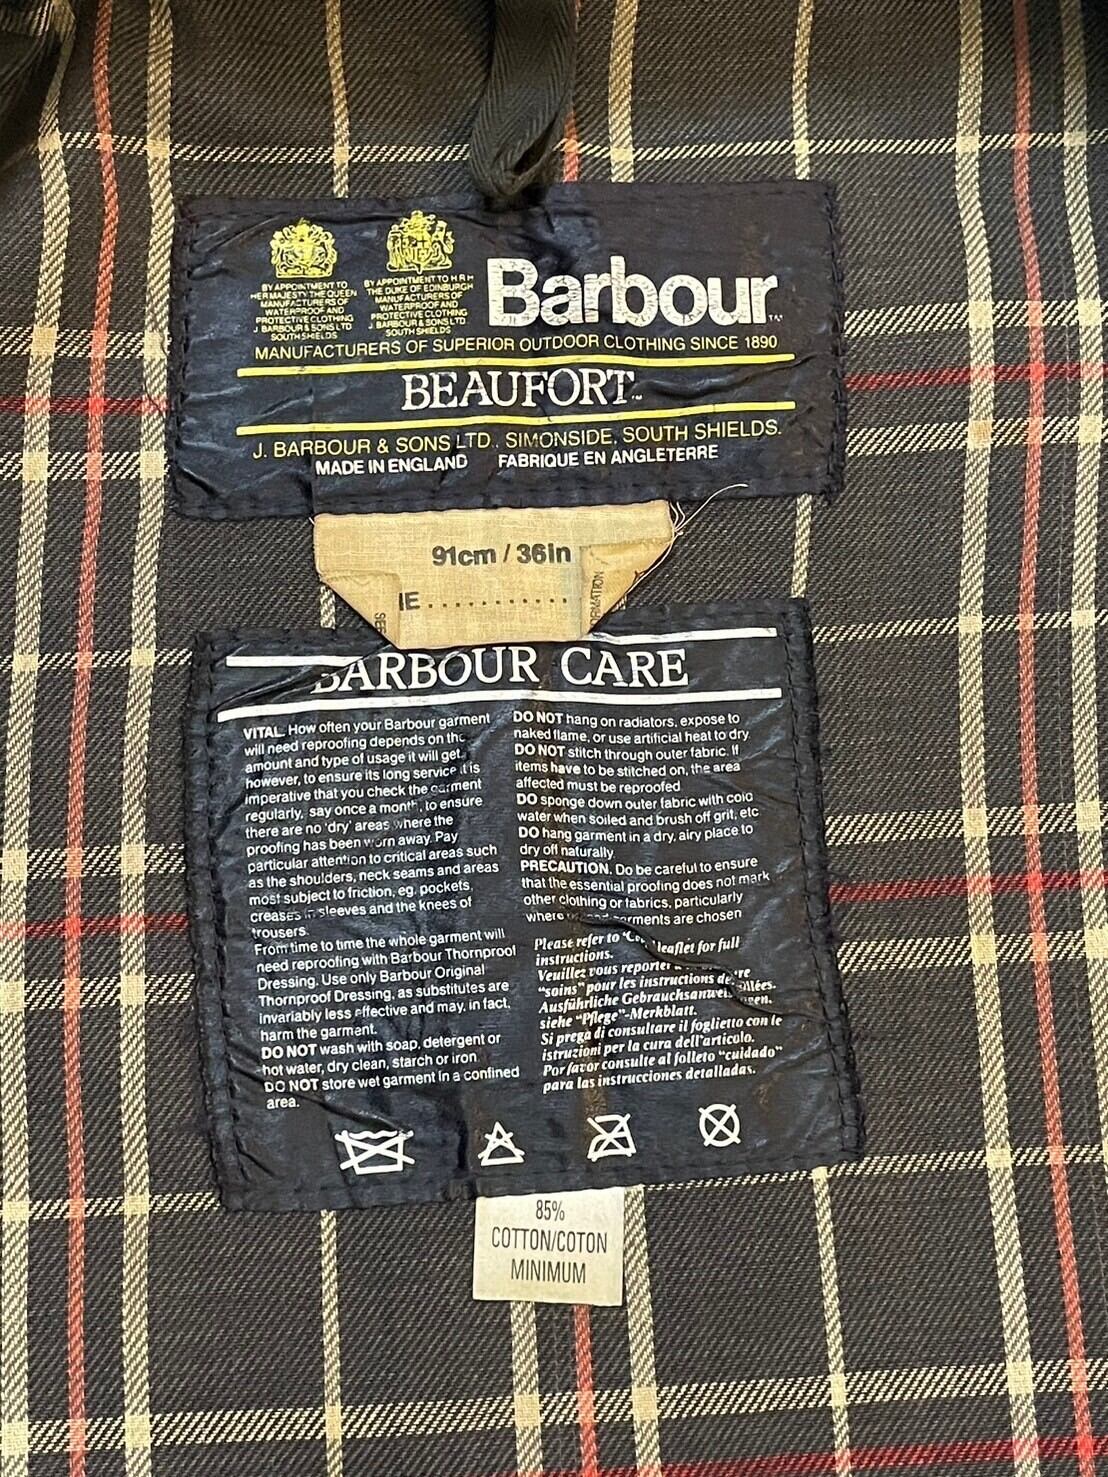 BY APPOINTMENT TO
HER MAJESTY THE QUEEN
MANUFACTURERS OF
WATERPROOF AND
PROTECTIVE CLOTHING
J. BARBOUR & SONS LTD
SOUTH SHIELDS
BY APPOINTMENT TO H R H
THE DUKE OF EDINBURGH
MANUFACTURERS OF
WATERPROOF AND
PROTECTIVE CLOTHING
J. BARBOUR & SONS LTD.
SOUTH SHIELDS
Barbour™
MANUFACTURERS OF SUPERIOR OUTDOOR CLOTHING SINCE 1890
BEAUFORT™
J. BARBOUR & SONS LTD., SIMONSIDE, SOUTH SHIELDS.
MADE IN ENGLAND FABRIQUE EN ANGLETERRE
91cm / 36In
BARBOUR CARE
VITAL. How often your Barbour garment
will need reproofing depends on the
amount and type of usage it will get,
however, to ensure its long service it is
imperative that you check the garment
regularly, say once a month, to ensure
there are no 'dry' areas where the
proofing has been worn away. Pay
particular attention to critical areas such
as the shoulders, neck seams and areas
most subject to friction, eg. pockets,
creases in sleeves and the knees of
trousers.
From time to time the whole garment will
need reproofing with Barbour Thornproof
Dressing. Use only Barbour Original
Thornproof Dressing, as substitutes are
invariably less effective and may, in fact,
harm the garment.
DO NOT wash with soap, detergent or
hot water, dry clean, starch or iron.
DO NOT store wet garment in a confined
area.
DO NOT hang on radiators, expose to
naked flame, or use artificial heat to dry.
DO NOT stitch through outer fabric. If
items have to be stitched on, the area
affected must be reproofed.
DO sponge down outer fabric with cold
water when soiled and brush off grit, etc
DO hang garment in a dry, airy place to
dry off naturally.
PRECAUTION. Do be careful to ensure
that the essential proofing does not mark
other clothing or fabrics, particularly
where garments are chosen
Please refer to leaflet for full
instructions.
Veuillez vous reporter
"soins" pour les instructions
Ausführliche
siehe "Pflege"-Merkblatt.
Si prega di consultare il foglietto con le
istruzioni per la cura dell'articolo.
Por favor consulte al folleto "cuidado"
para las instrucciones detalladas.
85%
COTTON/COTON
MINIMUM